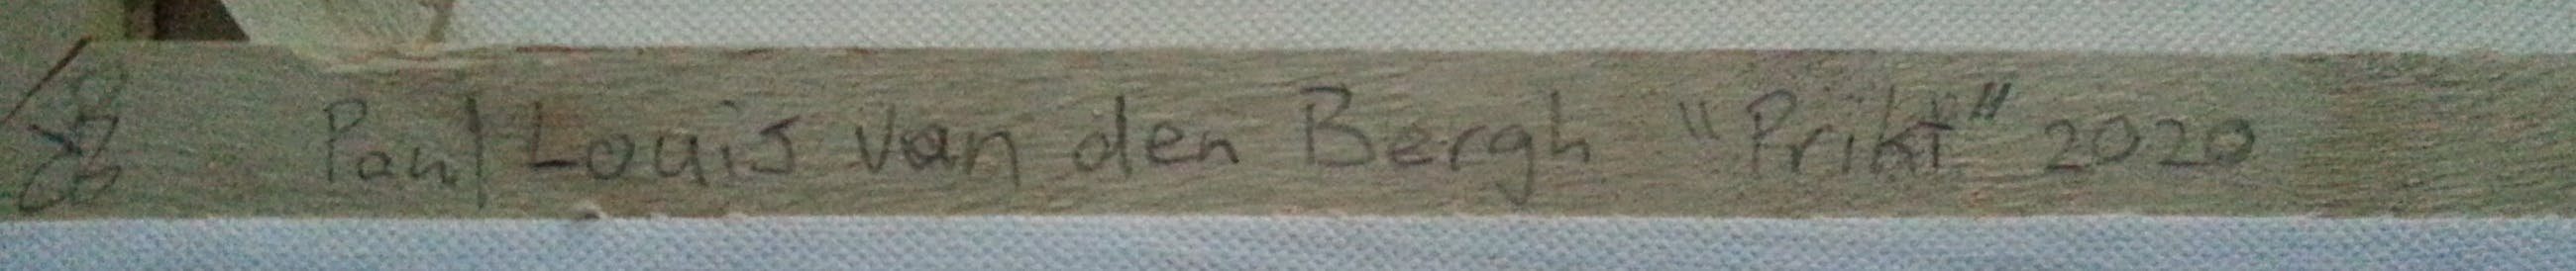 Paul Louis van den Bergh "Prikt" 2020